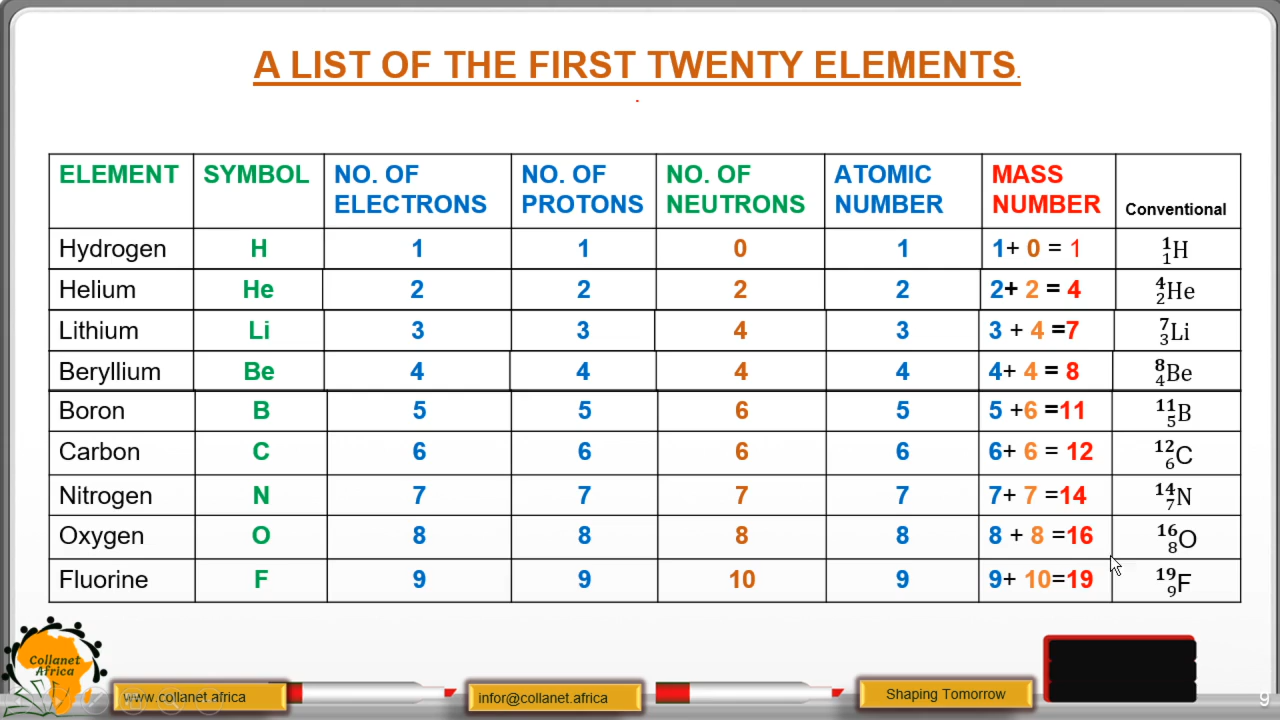 A LIST OF THE FIRST TWENTY ELEMENTS.
.
ELEMENT SYMBOL NO. OF ELECTRONS NO. OF PROTONS NO. OF NEUTRONS ATOMIC NUMBER MASS NUMBER Conventional
Hydrogen H 1 1 0 1 1+ 0 = 1 ¹₁H
Helium He 2 2 2 2 2+ 2 = 4 ⁴₂He
Lithium Li 3 3 4 3 3 + 4 =7 ⁷₃Li
Beryllium Be 4 4 4 4 4+ 4 = 8 ⁸₄Be
Boron B 5 5 6 5 5 +6 =11 ¹¹₅B
Carbon C 6 6 6 6 6+ 6 = 12 ¹²₆C
Nitrogen N 7 7 7 7 7+ 7 =14 ¹⁴₇N
Oxygen O 8 8 8 8 8 + 8 =16 ¹⁶₈O
Fluorine F 9 9 10 9 9+ 10=19 ¹⁹₉F
Collanet
Africa
www.collanet africa
infor@collanet.africa
Shaping Tomorrow
9